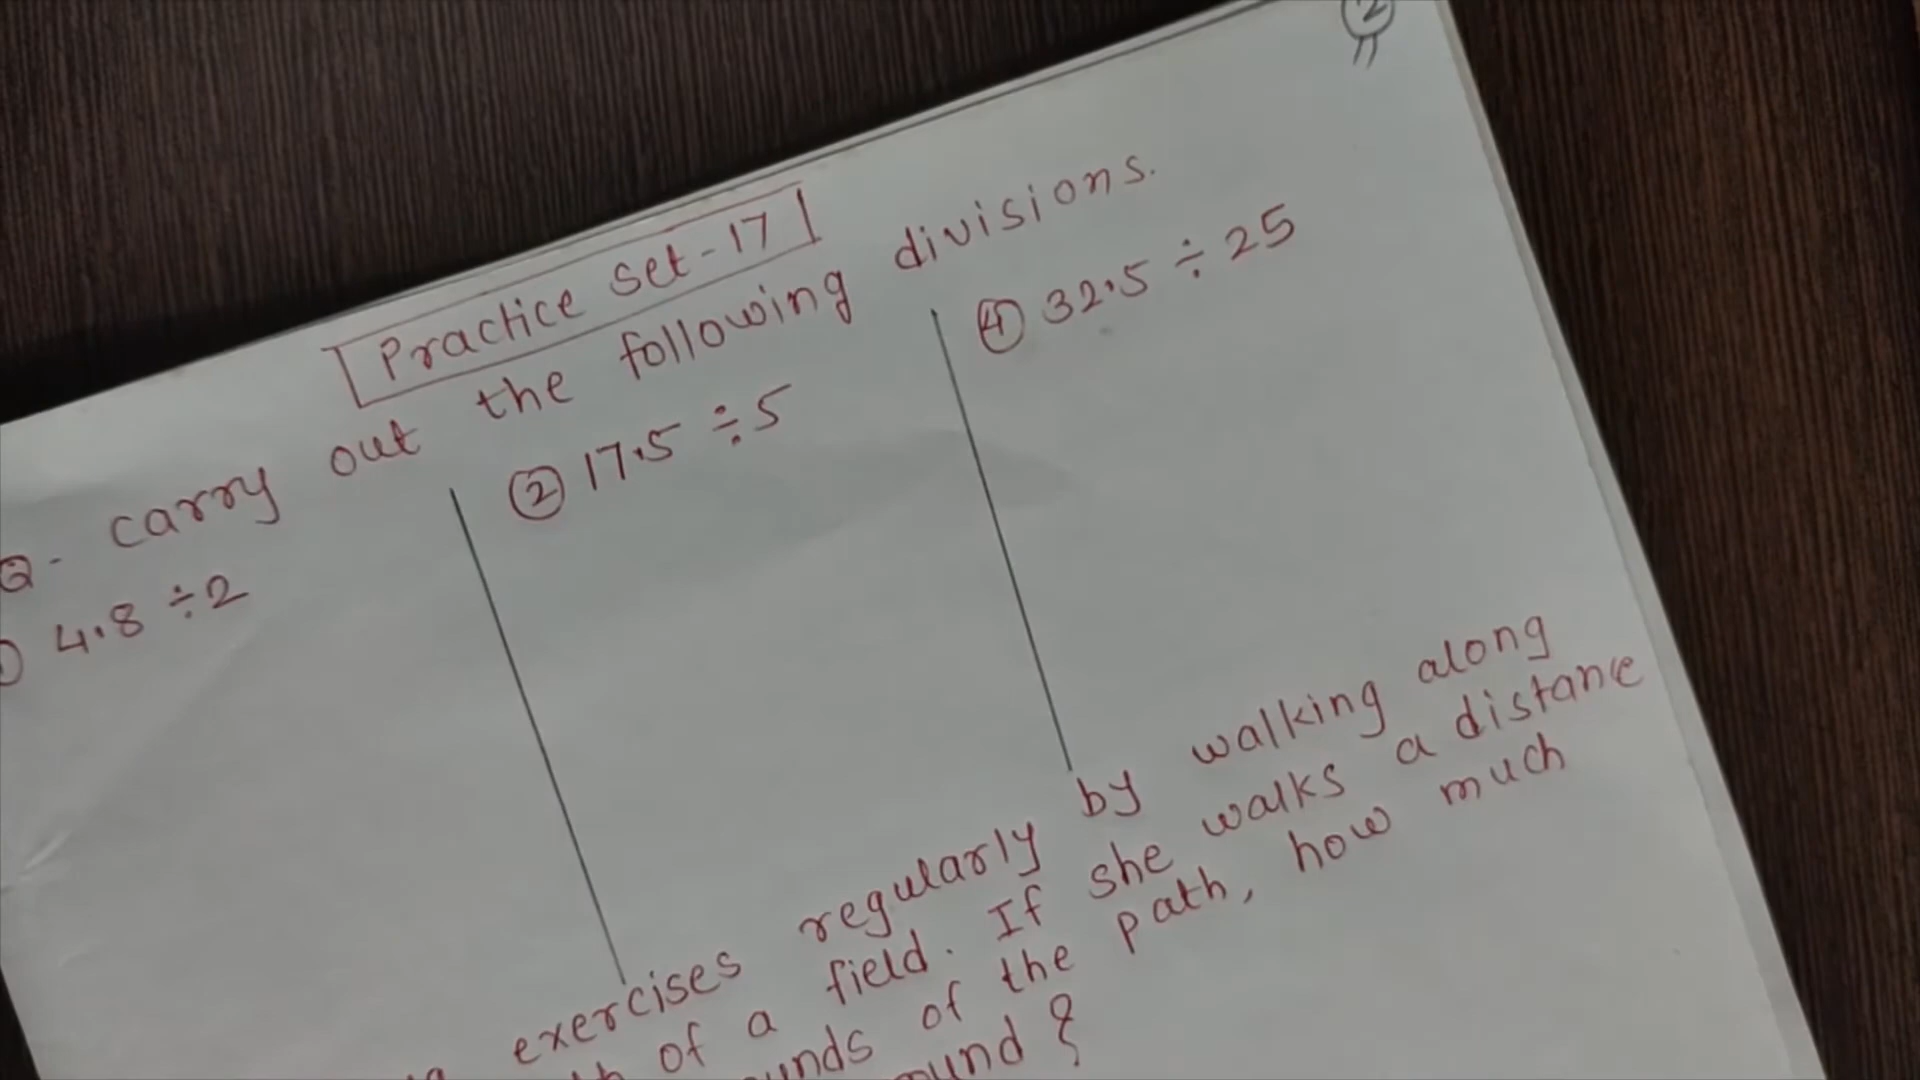 2
Practice set-17
Q. carry out the following divisions.
4.8 ÷ 2
② 17.5 ÷ 5
④ 32.5 ÷ 25
exercises regularly by walking along
of a field. If she walks a distance
of the path, how much